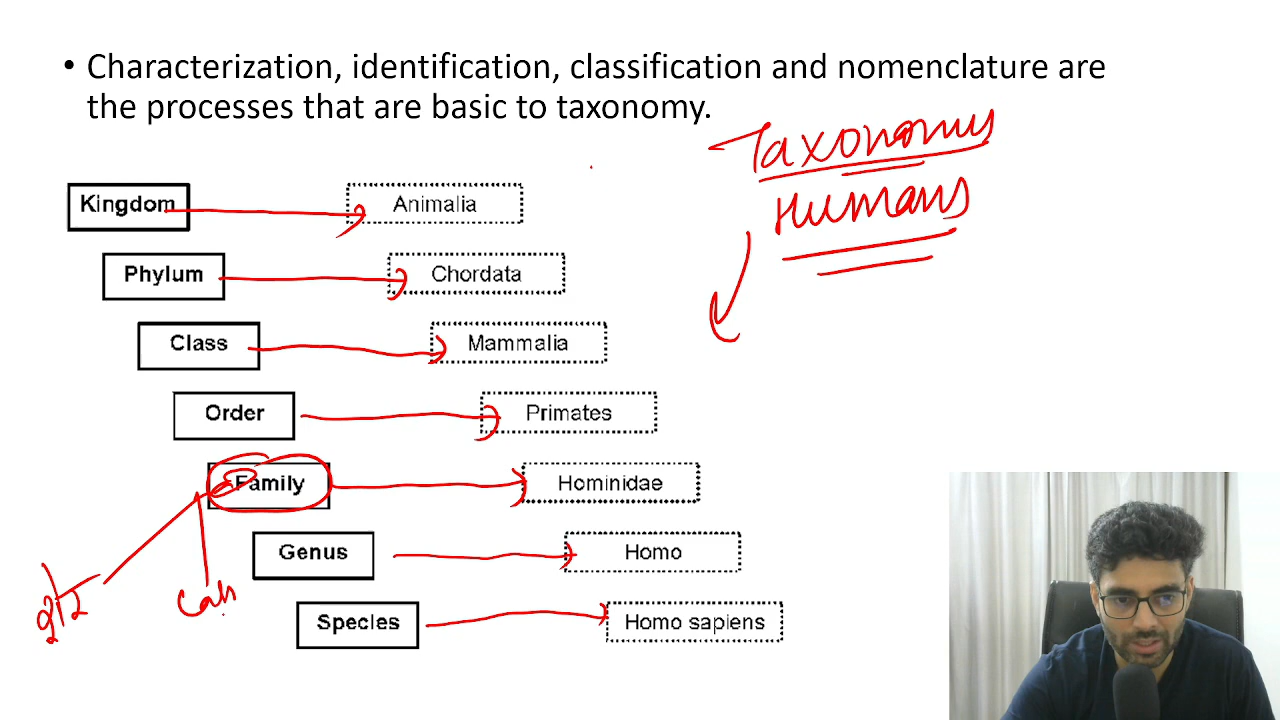 • Characterization, identification, classification and nomenclature are
the processes that are basic to taxonomy.
Taxonomy
Humans
Kingdom Animalia
Phylum Chordata
Class Mammalia
Order Primates
Family Hominidae
Genus Homo
Species Homo sapiens